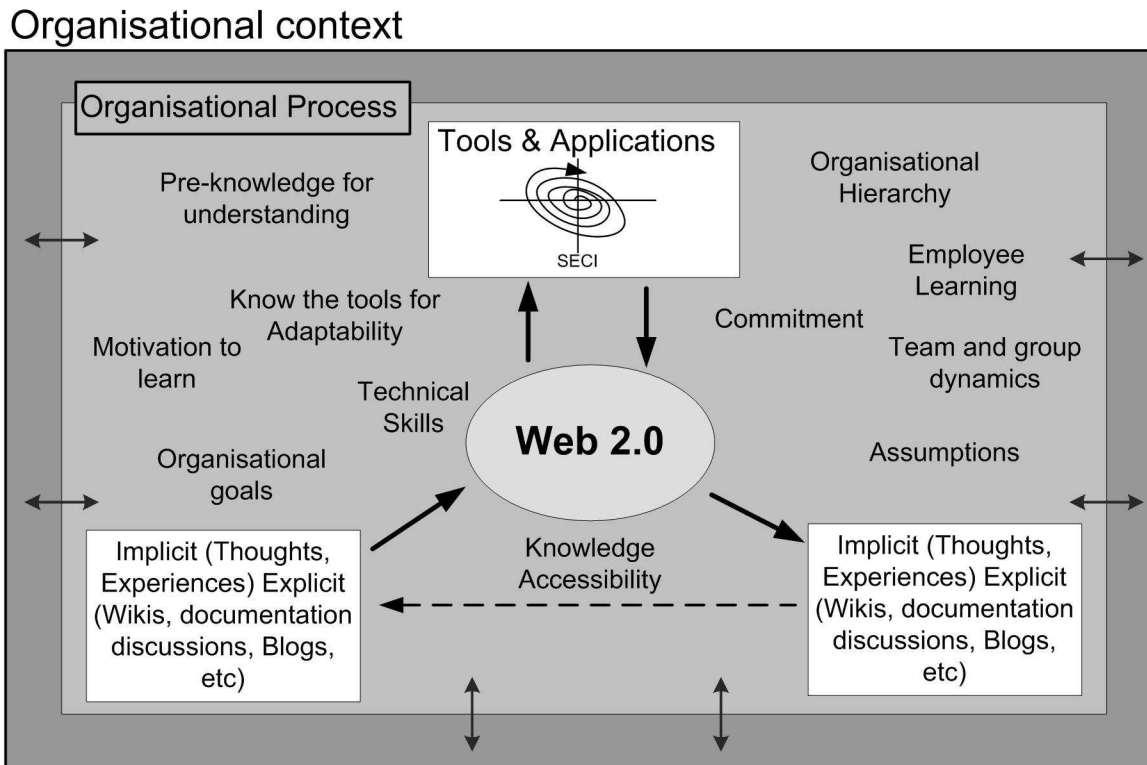 Organisational context
Organisational Process
Tools & Applications
SECI
Pre-knowledge for
understanding
Organisational
Hierarchy
Know the tools for
Adaptability
Employee
Learning
Commitment
Motivation to
learn
Team and group
dynamics
Technical
Skills
Web 2.0
Organisational
goals
Assumptions
Implicit (Thoughts,
Experiences) Explicit
(Wikis, documentation
discussions, Blogs,
etc)
Knowledge
Accessibility
Implicit (Thoughts,
Experiences) Explicit
(Wikis, documentation
discussions, Blogs,
etc)